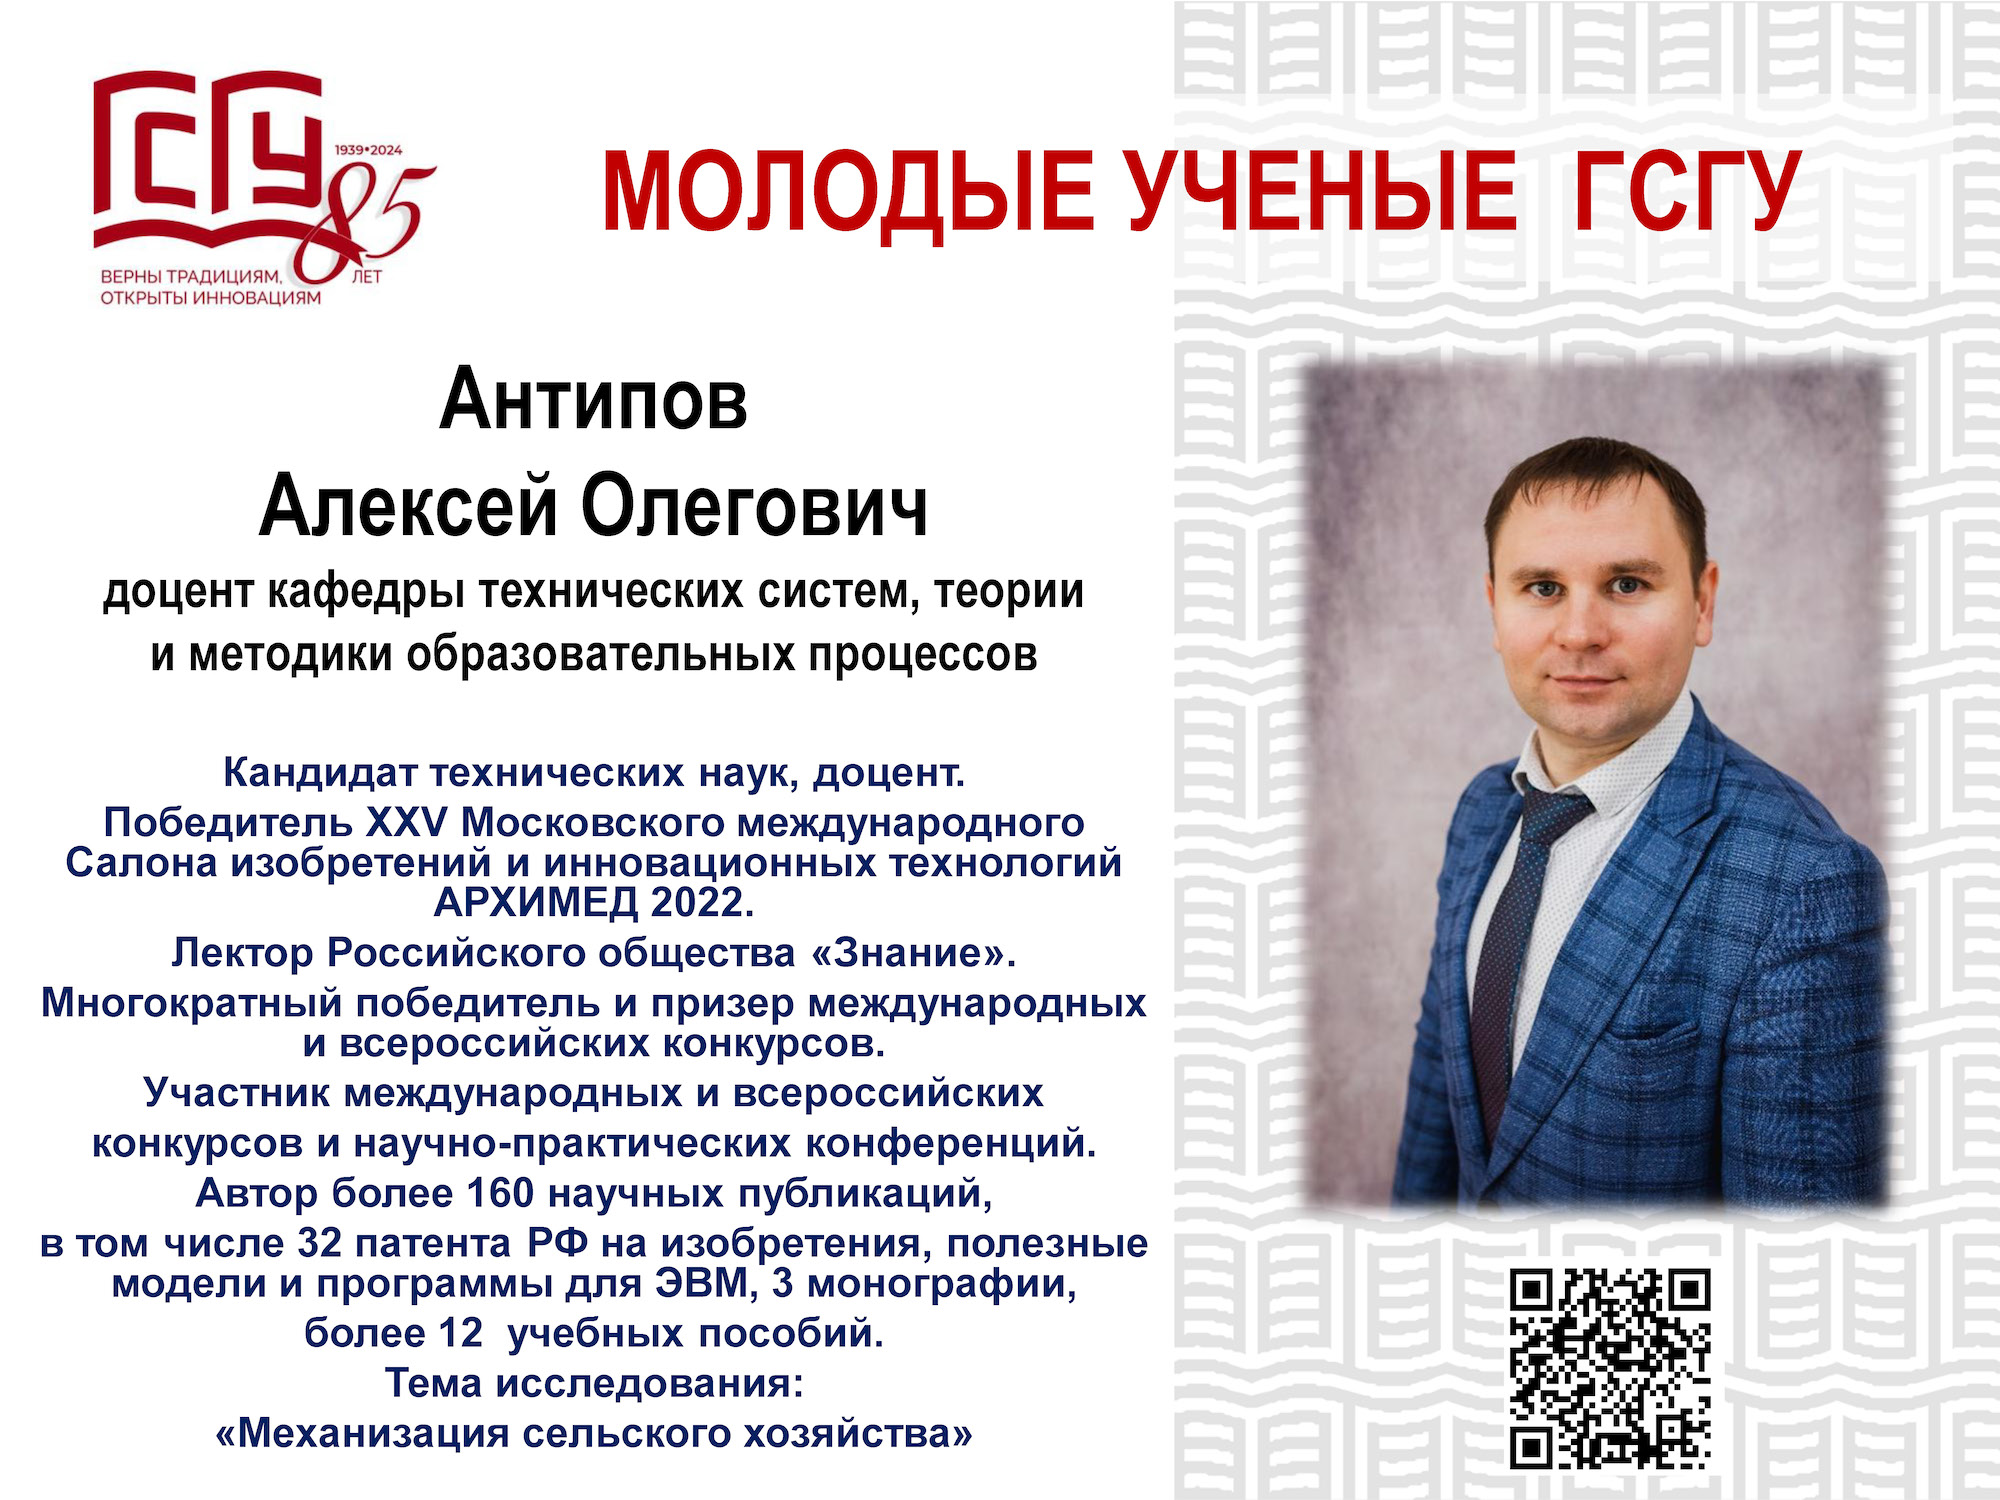 ГСГУ
1939•2024
85
ВЕРНЫ ТРАДИЦИЯМ, ЛЕТ
ОТКРЫТЫ ИННОВАЦИЯМ
МОЛОДЫЕ УЧЕНЫЕ ГСГУ
Антипов
Алексей Олегович
доцент кафедры технических систем, теории
и методики образовательных процессов
Кандидат технических наук, доцент.
Победитель XXV Московского международного
Салона изобретений и инновационных технологий
АРХИМЕД 2022.
Лектор Российского общества «Знание».
Многократный победитель и призер международных
и всероссийских конкурсов.
Участник международных и всероссийских
конкурсов и научно-практических конференций.
Автор более 160 научных публикаций,
в том числе 32 патента РФ на изобретения, полезные
модели и программы для ЭВМ, 3 монографии,
более 12 учебных пособий.
Тема исследования:
«Механизация сельского хозяйства»